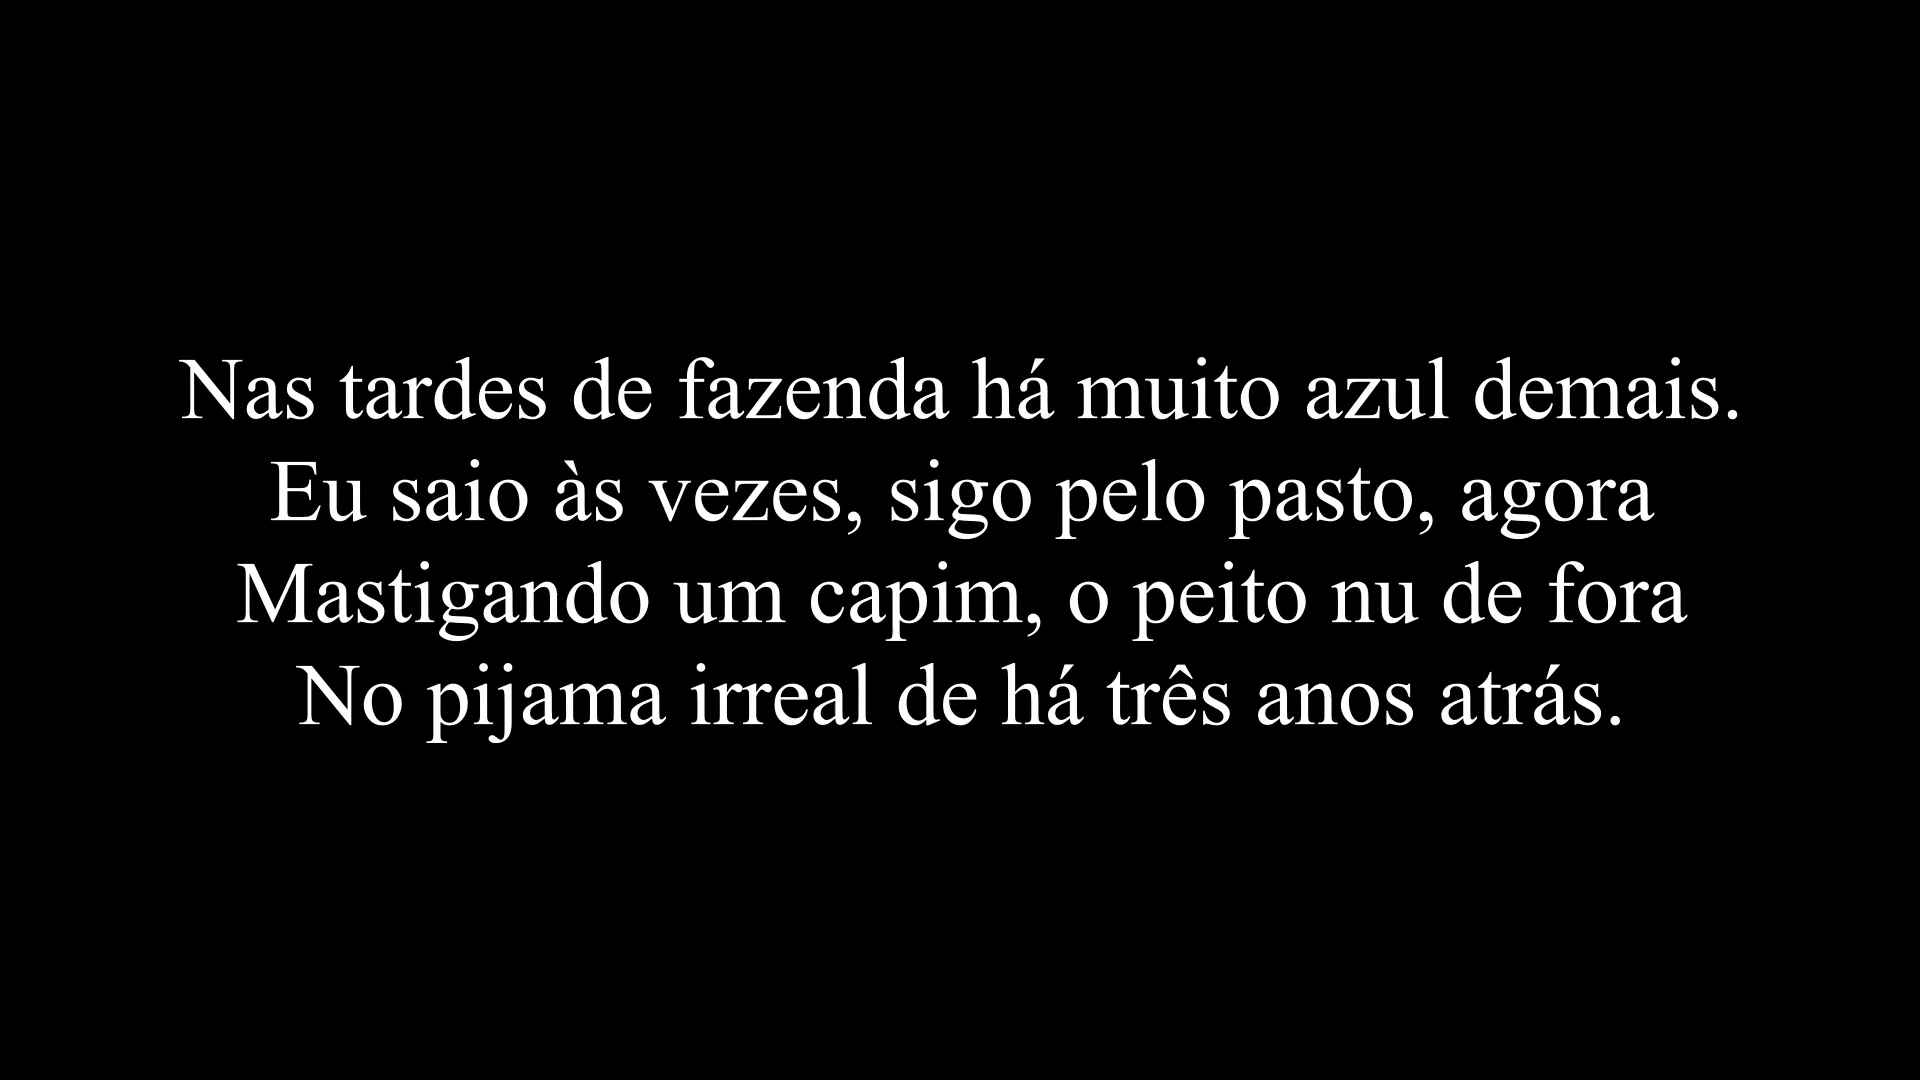 Nas tardes de fazenda há muito azul demais.
Eu saio às vezes, sigo pelo pasto, agora
Mastigando um capim, o peito nu de fora
No pijama irreal de há três anos atrás.